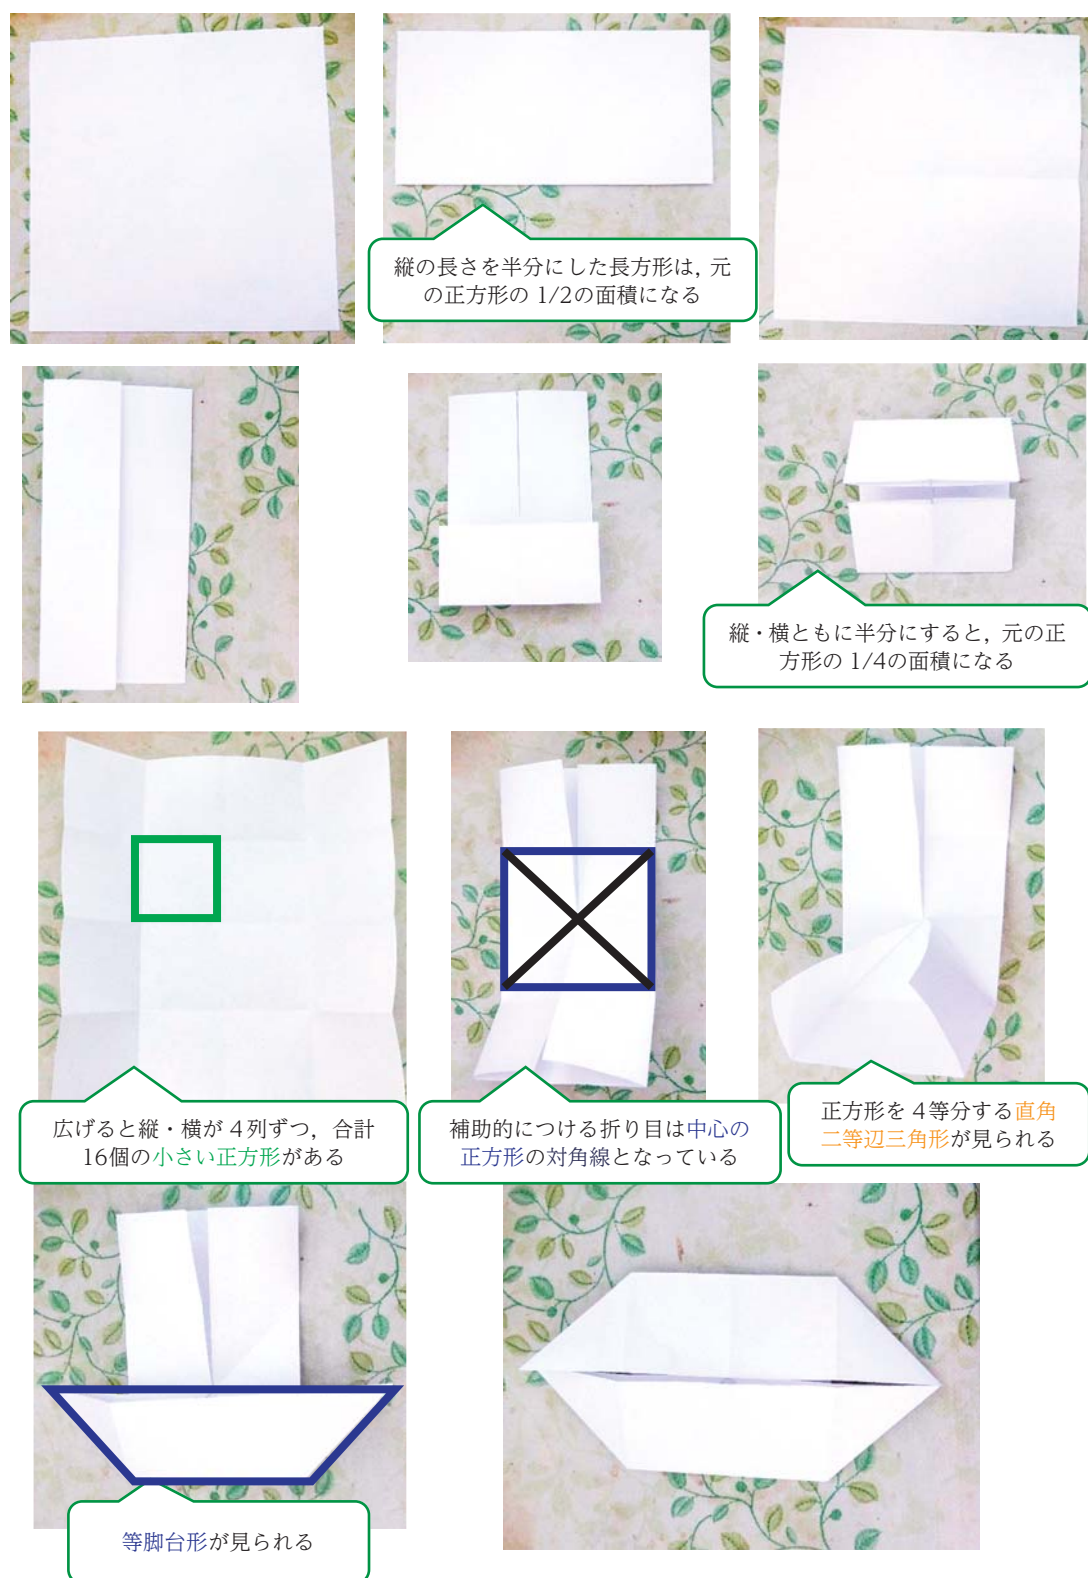 縦の長さを半分にした長方形は，元
の正方形の 1/2の面積になる
縦・横ともに半分にすると，元の正
方形の 1/4の面積になる
広げると縦・横が 4列ずつ，合計
16個の小さい正方形がある
補助的につける折り目は中心の
正方形の対角線となっている
正方形を 4等分する直角
二等辺三角形が見られる
等脚台形が見られる